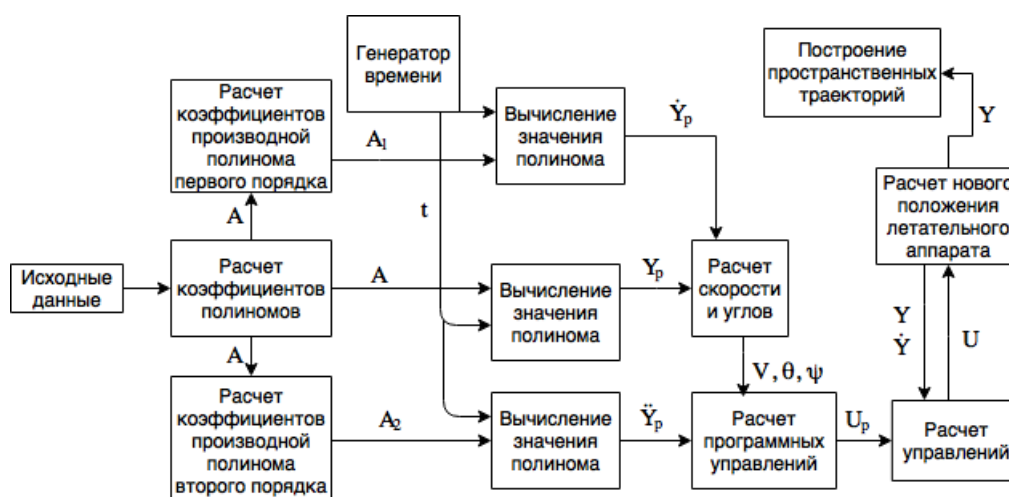 Генератор
времени
Построение
пространственных
траекторий
Расчет
коэффициентов
производной
полинома
первого порядка
A₁
Вычисление
значения
полинома
Ẏₚ
Y
A
t
Расчет нового
положения
летательного
аппарата
Исходные
данные
Расчет
коэффициентов
полиномов
A
Вычисление
значения
полинома
Yₚ
Расчет
скорости
и углов
Y
Ẏ
U
A
V, θ, ψ
Расчет
коэффициентов
производной
полинома
второго порядка
A₂
Вычисление
значения
полинома
Ÿₚ
Расчет
программных
управлений
Uₚ
Расчет
управлений